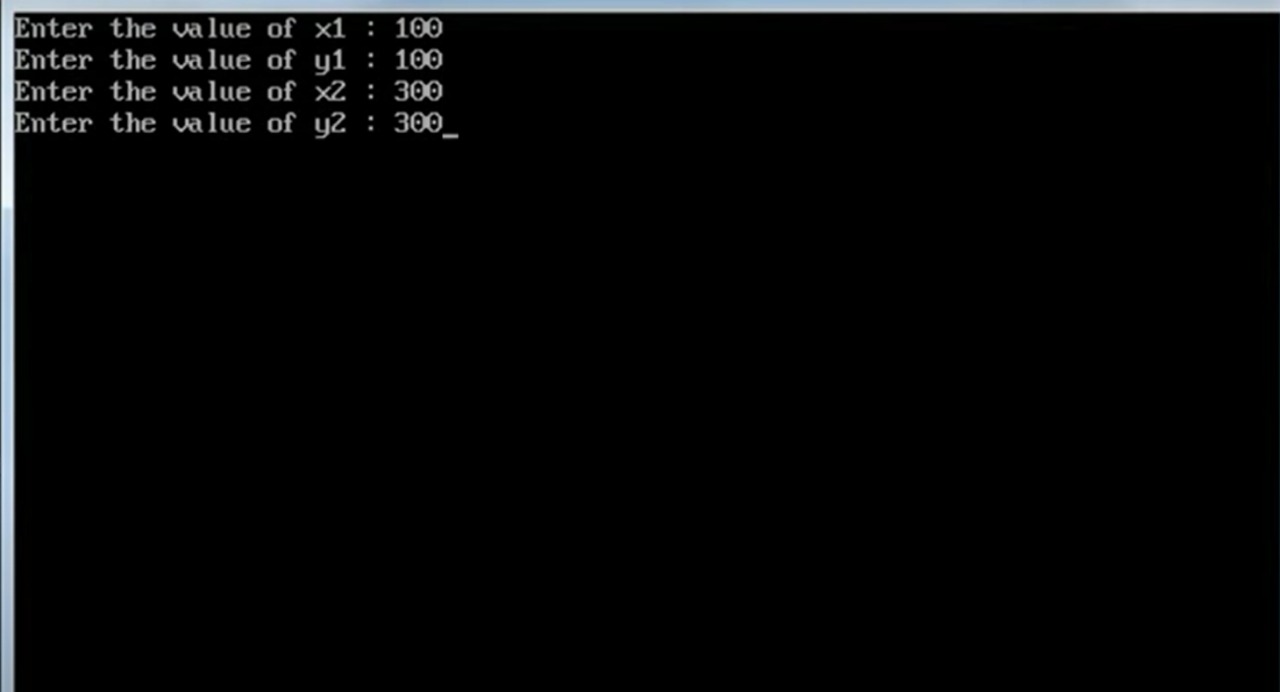 Enter the value of x1 : 100
Enter the value of y1 : 100
Enter the value of x2 : 300
Enter the value of y2 : 300_